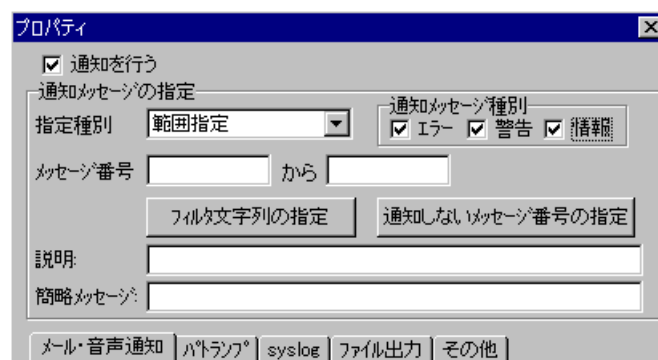 プロパティ
通知を行う
通知メッセージの指定
通知メッセージ種別
指定種別 範囲指定 エラー 警告 情報
メッセージ番号 から
フィルタ文字列の指定 通知しないメッセージ番号の指定
説明:
簡略メッセージ:
メール・音声通知 パトランプ syslog ファイル出力 その他